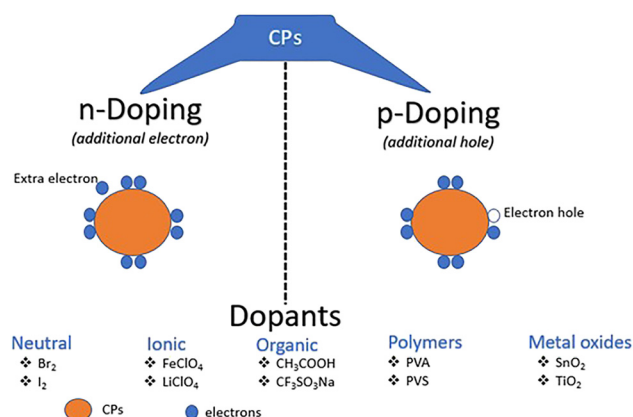 CPs
n-Doping
(additional electron)
p-Doping
(additional hole)
Extra electron
Electron hole
Dopants
Neutral
❖ Br₂
❖ I₂
Ionic
❖ FeClO₄
❖ LiClO₄
Organic
❖ CH₃COOH
❖ CF₃SO₃Na
Polymers
❖ PVA
❖ PVS
Metal oxides
❖ SnO₂
❖ TiO₂
CPs
electrons